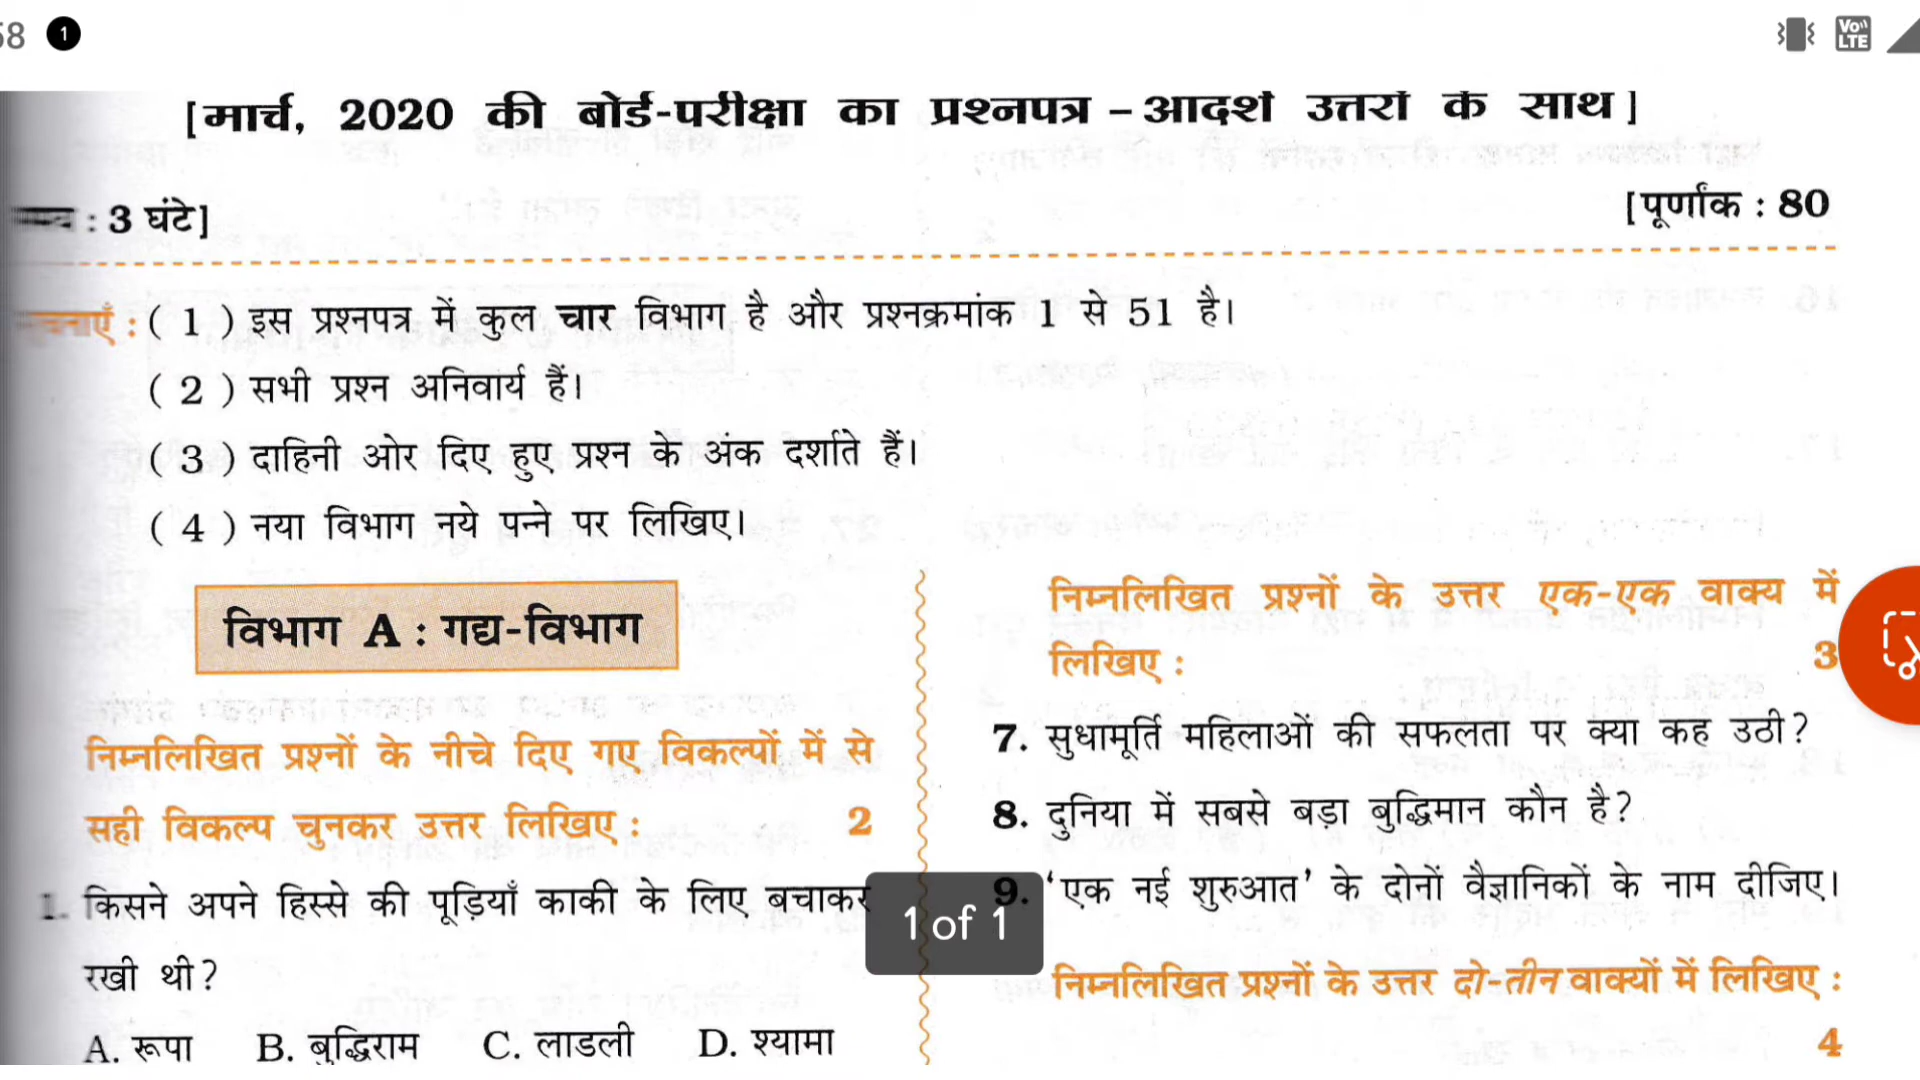 58 1
Vo))
LTE
[मार्च, 2020 की बोर्ड-परीक्षा का प्रश्नपत्र – आदर्श उत्तरों के साथ]
: 3 घंटे]
[पूर्णांक : 80
( 1 ) इस प्रश्नपत्र में कुल चार विभाग है और प्रश्नक्रमांक 1 से 51 है।
( 2 ) सभी प्रश्न अनिवार्य हैं।
( 3 ) दाहिनी ओर दिए हुए प्रश्न के अंक दर्शाते हैं।
( 4 ) नया विभाग नये पन्ने पर लिखिए।
विभाग A : गद्य-विभाग
निम्नलिखित प्रश्नों के नीचे दिए गए विकल्पों में से
सही विकल्प चुनकर उत्तर लिखिए : 2
1. किसने अपने हिस्से की पूड़ियाँ काकी के लिए बचाकर
रखी थी?
A. रूपा B. बुद्धिराम C. लाडली D. श्यामा
निम्नलिखित प्रश्नों के उत्तर एक-एक वाक्य में
लिखिए : 3
7. सुधामूर्ति महिलाओं की सफलता पर क्या कह उठी?
8. दुनिया में सबसे बड़ा बुद्धिमान कौन है?
9. ‘एक नई शुरुआत’ के दोनों वैज्ञानिकों के नाम दीजिए।
निम्नलिखित प्रश्नों के उत्तर दो-तीन वाक्यों में लिखिए :
4
1 of 1